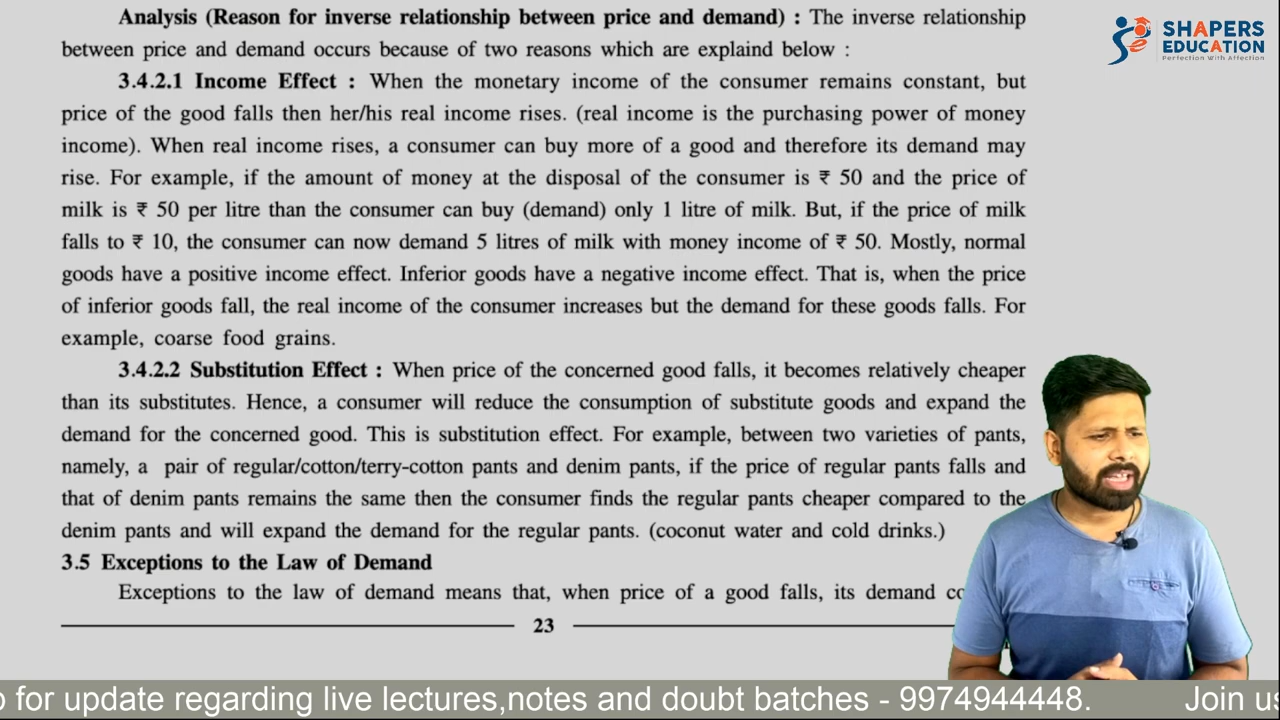 Analysis (Reason for inverse relationship between price and demand) : The inverse relationship
between price and demand occurs because of two reasons which are explaind below :
3.4.2.1 Income Effect : When the monetary income of the consumer remains constant, but
price of the good falls then her/his real income rises. (real income is the purchasing power of money
income). When real income rises, a consumer can buy more of a good and therefore its demand may
rise. For example, if the amount of money at the disposal of the consumer is ₹ 50 and the price of
milk is ₹ 50 per litre than the consumer can buy (demand) only 1 litre of milk. But, if the price of milk
falls to ₹ 10, the consumer can now demand 5 litres of milk with money income of ₹ 50. Mostly, normal
goods have a positive income effect. Inferior goods have a negative income effect. That is, when the price
of inferior goods fall, the real income of the consumer increases but the demand for these goods falls. For
example, coarse food grains.
3.4.2.2 Substitution Effect : When price of the concerned good falls, it becomes relatively cheaper
than its substitutes. Hence, a consumer will reduce the consumption of substitute goods and expand the
demand for the concerned good. This is substitution effect. For example, between two varieties of pants,
namely, a pair of regular/cotton/terry-cotton pants and denim pants, if the price of regular pants falls and
that of denim pants remains the same then the consumer finds the regular pants cheaper compared to the
denim pants and will expand the demand for the regular pants. (coconut water and cold drinks.)
3.5 Exceptions to the Law of Demand
Exceptions to the law of demand means that, when price of a good falls, its demand
23
SHAPERS
EDUCATION
Perfection With Affection
for update regarding live lectures,notes and doubt batches - 9974944448. Join